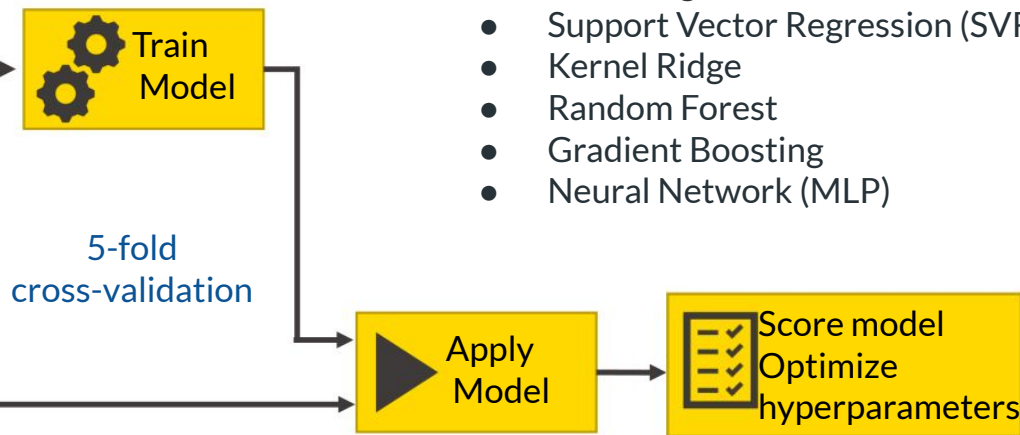 ● Support Vector Regression (SV
● Kernel Ridge
● Random Forest
● Gradient Boosting
● Neural Network (MLP)
Train
Model
5-fold
cross-validation
Apply
Model
Score model
Optimize
hyperparameters